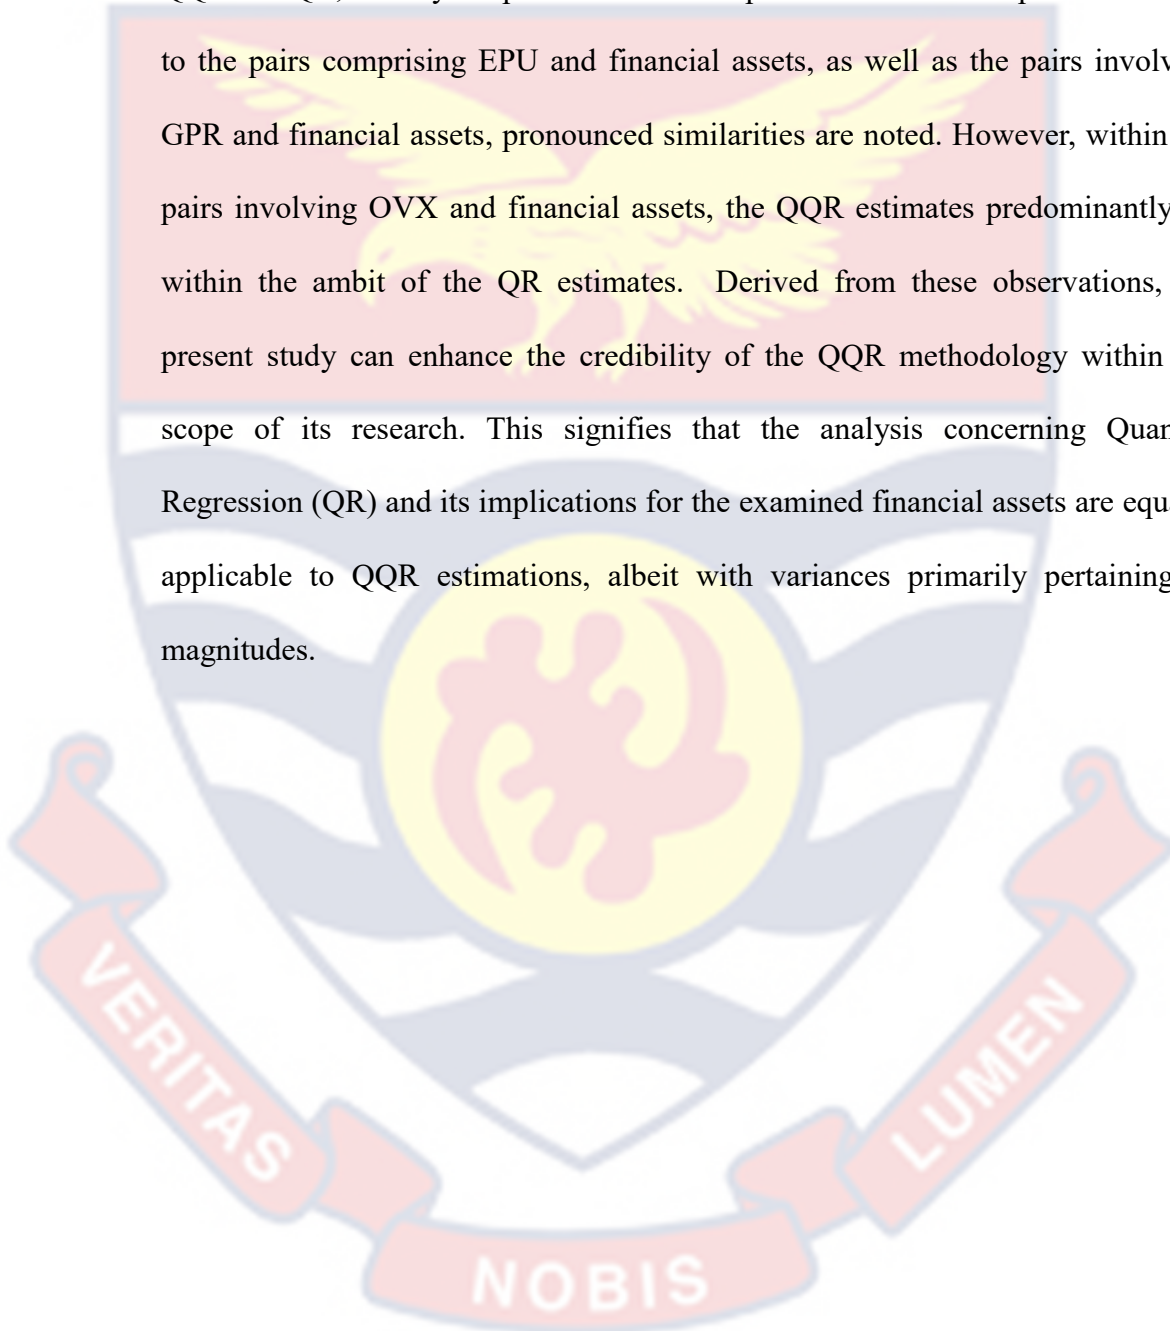 to the pairs comprising EPU and financial assets, as well as the pairs involv
GPR and financial assets, pronounced similarities are noted. However, within
pairs involving OVX and financial assets, the QQR estimates predominantly
within the ambit of the QR estimates. Derived from these observations,
present study can enhance the credibility of the QQR methodology within
scope of its research. This signifies that the analysis concerning Quan
Regression (QR) and its implications for the examined financial assets are equ
applicable to QQR estimations, albeit with variances primarily pertaining
magnitudes.
VERITAS
NOBIS
LUMEN